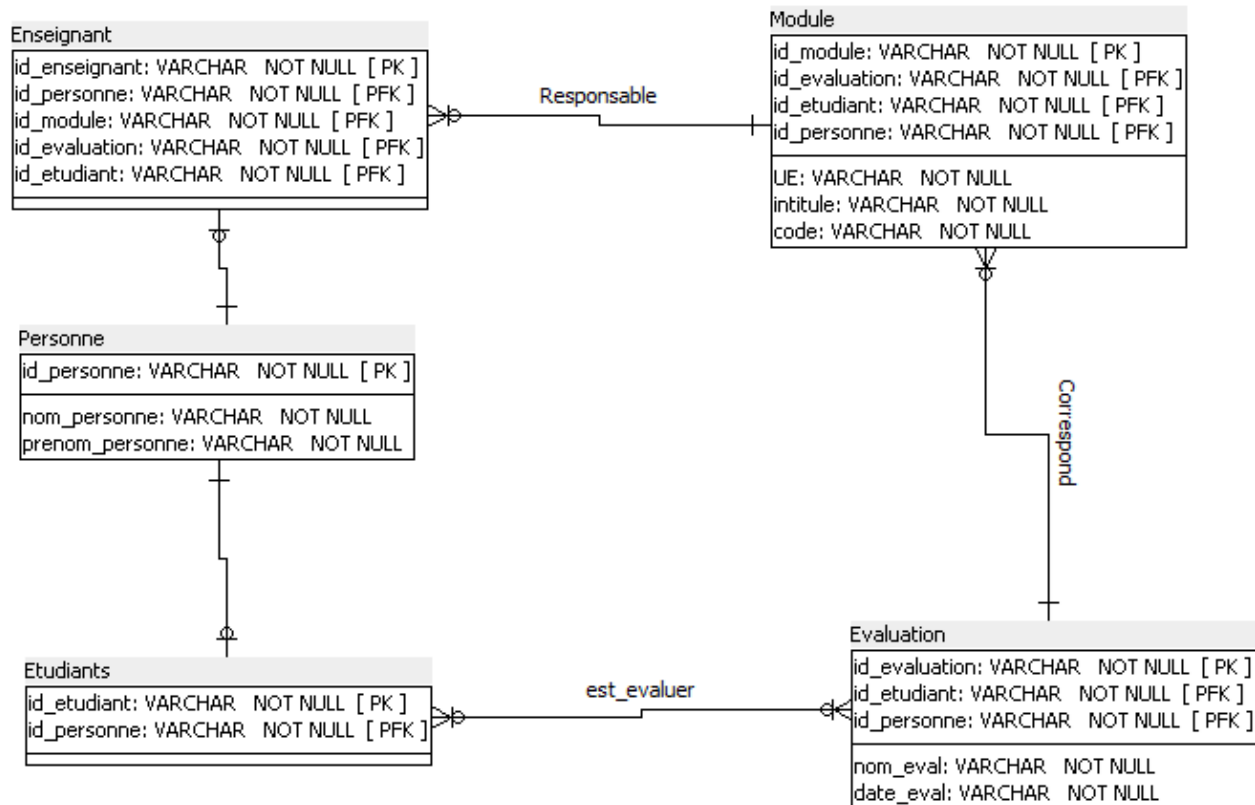 Enseignant
id_enseignant: VARCHAR NOT NULL [ PK ]
id_personne: VARCHAR NOT NULL [ PFK ]
id_module: VARCHAR NOT NULL [ PFK ]
id_evaluation: VARCHAR NOT NULL [ PFK ]
id_etudiant: VARCHAR NOT NULL [ PFK ]
Responsable
Module
id_module: VARCHAR NOT NULL [ PK ]
id_evaluation: VARCHAR NOT NULL [ PFK ]
id_etudiant: VARCHAR NOT NULL [ PFK ]
id_personne: VARCHAR NOT NULL [ PFK ]
UE: VARCHAR NOT NULL
intitule: VARCHAR NOT NULL
code: VARCHAR NOT NULL
Personne
id_personne: VARCHAR NOT NULL [ PK ]
nom_personne: VARCHAR NOT NULL
prenom_personne: VARCHAR NOT NULL
Correspond
Etudiants
id_etudiant: VARCHAR NOT NULL [ PK ]
id_personne: VARCHAR NOT NULL [ PFK ]
est_evaluer
Evaluation
id_evaluation: VARCHAR NOT NULL [ PK ]
id_etudiant: VARCHAR NOT NULL [ PFK ]
id_personne: VARCHAR NOT NULL [ PFK ]
nom_eval: VARCHAR NOT NULL
date_eval: VARCHAR NOT NULL